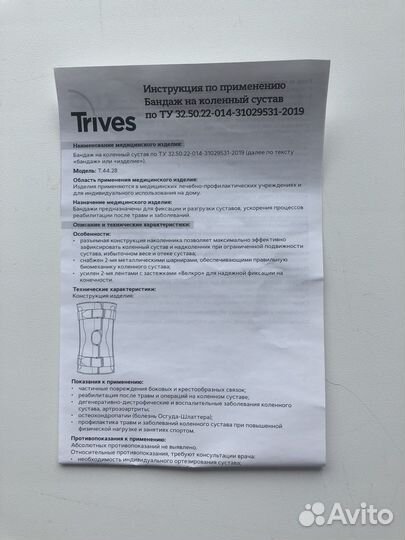 Инструкция по применению
Бандаж на коленный сустав
по ТУ 32.50.22-014-31029531-2019
Trives
Наименование медицинского изделия:
Бандаж на коленный сустав по ТУ 32.50.22-014-31029531-2019 (далее по тексту
«бандаж» или «изделие»).
Модель: Т.44.28
Область применения медицинского изделия:
Изделия применяются в медицинских лечебно-профилактических учреждениях и
для индивидуального использования на дому.
Назначение медицинского изделия:
Бандажи предназначены для фиксации и разгрузки суставов, ускорения процессов
реабилитации после травм и заболеваний.
Описание и технические характеристики:
Особенности:
• разъемная конструкция наколенника позволяет максимально эффективно
зафиксировать коленный сустав и надколенник при ограниченной подвижности
сустава, избыточном весе и отеке сустава;
• снабжен 2-мя металлическими шарнирами, обеспечивающими правильную
биомеханику коленного сустава;
• усилен 2-мя лентами с застежками «Велкро» для надежной фиксации на
конечности.
Технические характеристики:
Конструкция изделия:
Показания к применению:
• частичные повреждения боковых и крестообразных связок;
• реабилитация после травм и операций на коленном суставе;
• дегенеративно-дистрофические и воспалительные заболевания коленного
сустава, артрозоартриты;
• остеохондропатии (болезнь Осгуда-Шлаттера);
• профилактика травм и заболеваний коленного сустава при повышенной
физической нагрузке и занятиях спортом.
Противопоказания к применению:
Абсолютных противопоказаний не выявлено.
Относительные противопоказания, требуют консультации врача:
• необходимость индивидуального ортезирования сустава;
Avito